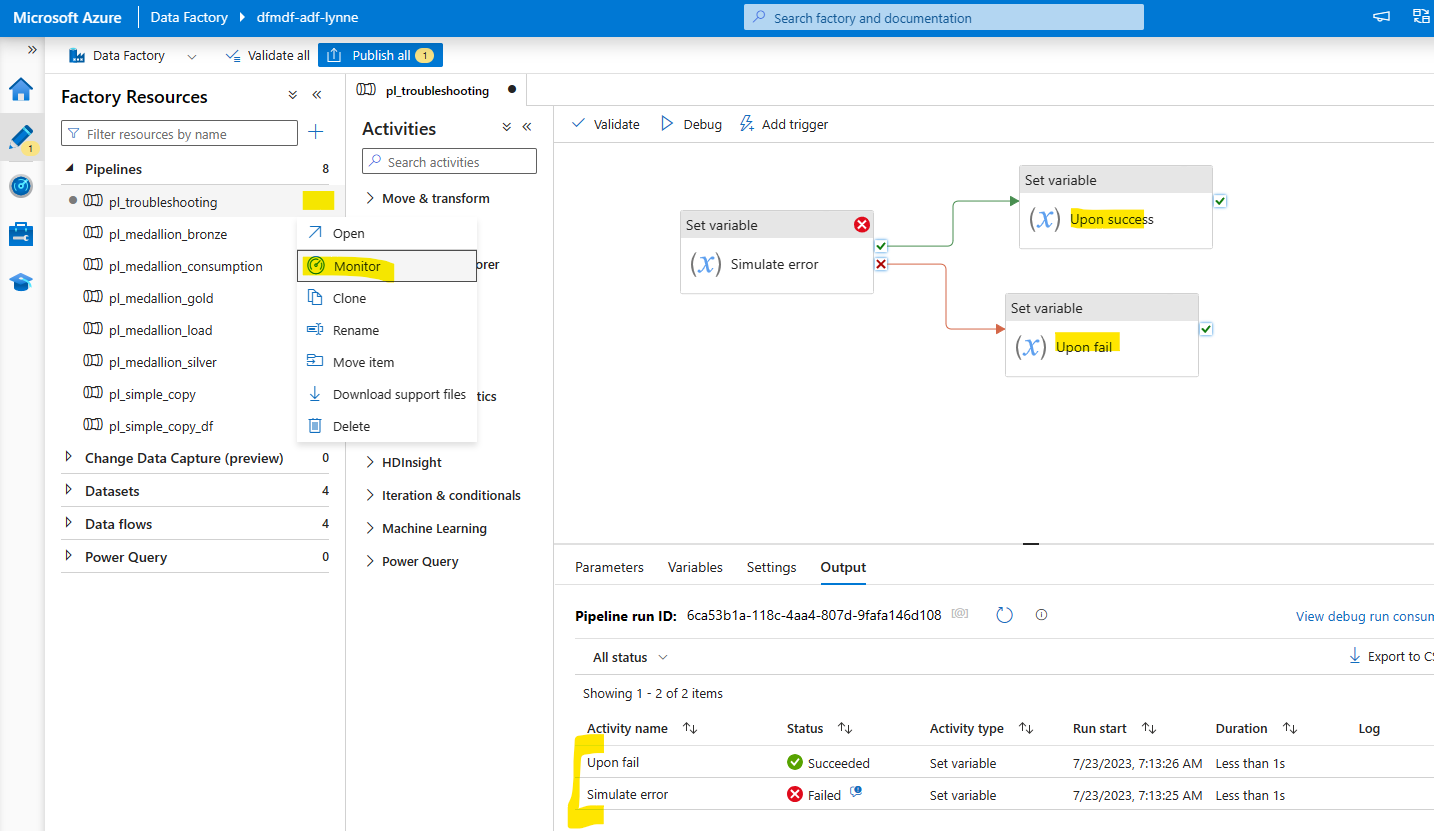 Microsoft Azure
Data Factory
dfmdf-adf-lynne
Search factory and documentation
»
Data Factory
Validate all
Publish all 1
1
Factory Resources
Filter resources by name
Pipelines 8
pl_troubleshooting
pl_medallion_bronze
pl_medallion_consumption
pl_medallion_gold
pl_medallion_load
pl_medallion_silver
pl_simple_copy
pl_simple_copy_df
Change Data Capture (preview) 0
Datasets 4
Data flows 4
Power Query 0
Open
Monitor
Clone
Rename
Move item
Download support files
Delete
pl_troubleshooting
Activities
Search activities
Move & transform
orer
tics
HDInsight
Iteration & conditionals
Machine Learning
Power Query
Validate
Debug
Add trigger
Set variable
(x) Simulate error
Set variable
(x) Upon success
Set variable
(x) Upon fail
Parameters Variables Settings Output
Pipeline run ID: 6ca53b1a-118c-4aa4-807d-9fafa146d108 [@]
View debug run consum
All status
Export to CS
Showing 1 - 2 of 2 items
Activity name Status Activity type Run start Duration Log
Upon fail Succeeded Set variable 7/23/2023, 7:13:26 AM Less than 1s
Simulate error Failed Set variable 7/23/2023, 7:13:25 AM Less than 1s